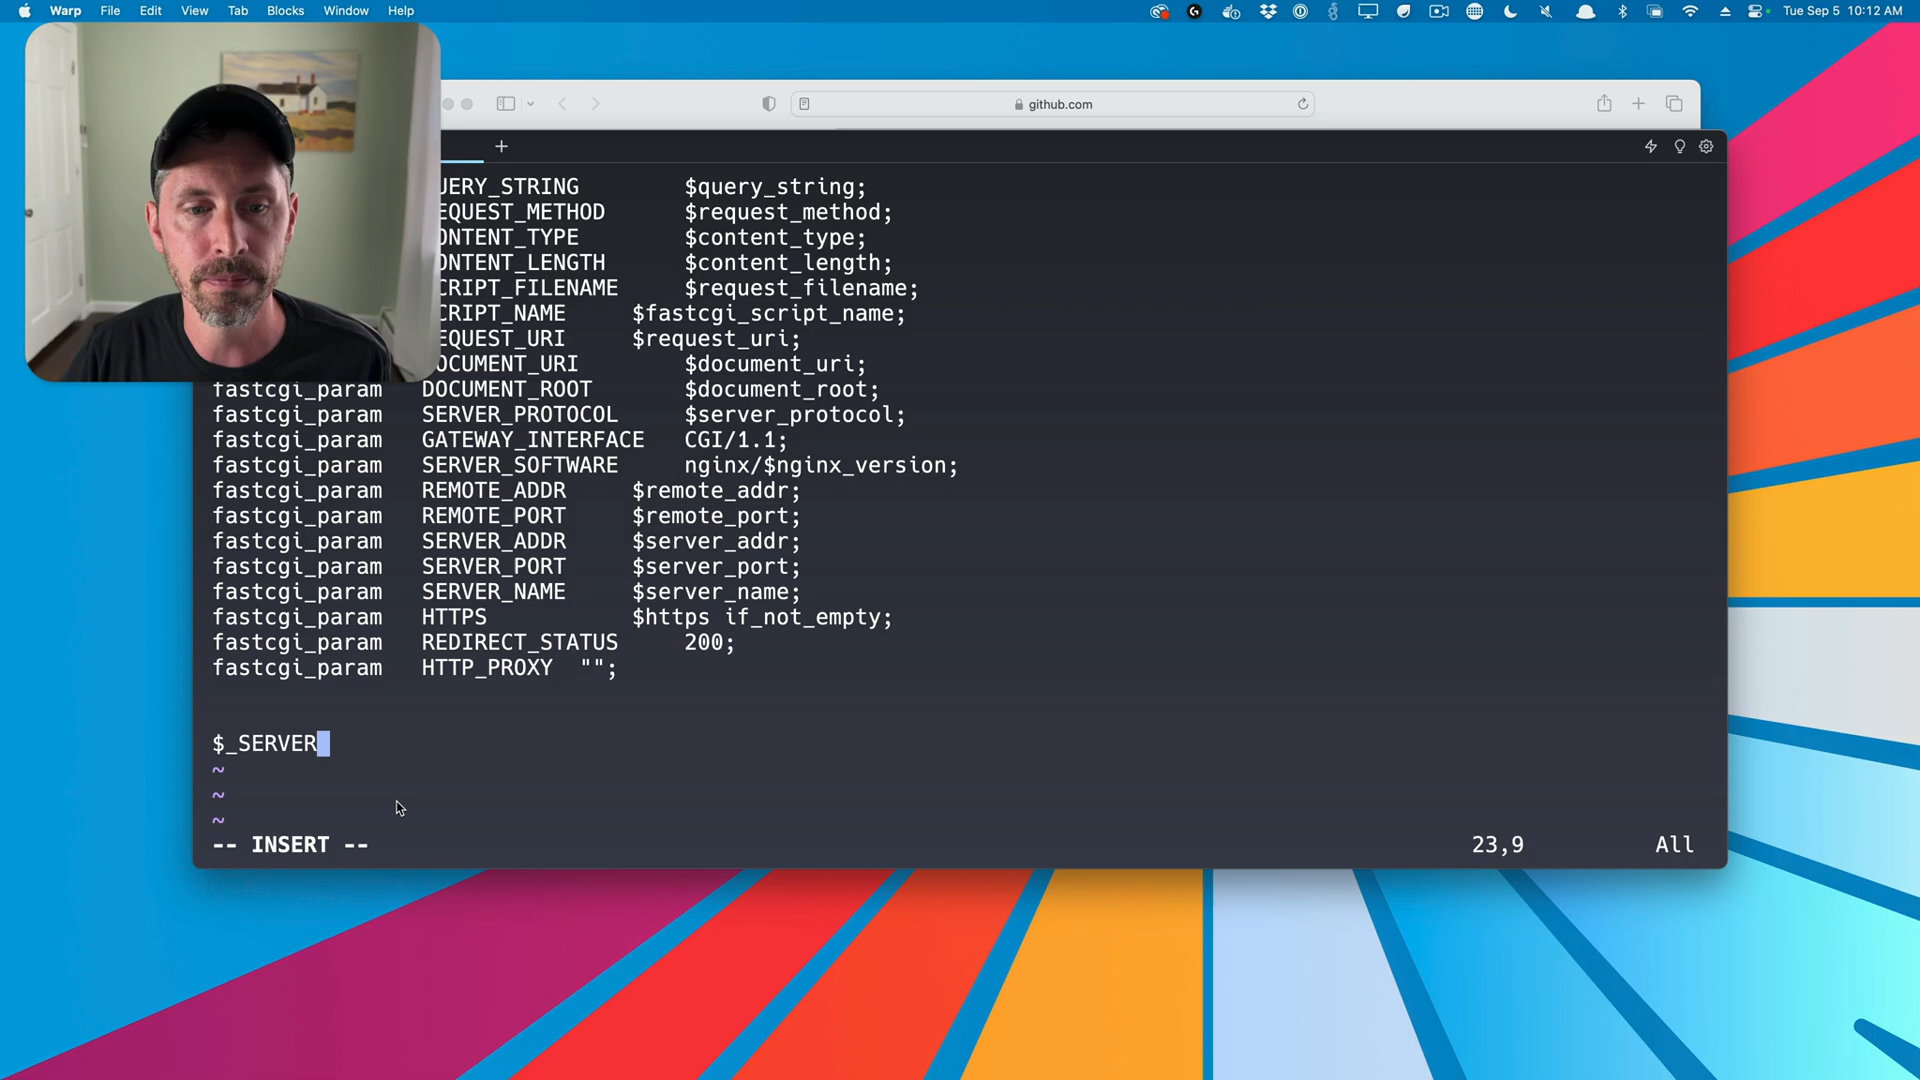 Warp File Edit View Tab Blocks Window Help Tue Sep 5 10:12 AM
github.com
UERY_STRING $query_string;
EQUEST_METHOD $request_method;
ONTENT_TYPE $content_type;
ONTENT_LENGTH $content_length;
CRIPT_FILENAME $request_filename;
CRIPT_NAME $fastcgi_script_name;
EQUEST_URI $request_uri;
OCUMENT_URI $document_uri;
fastcgi_param DOCUMENT_ROOT $document_root;
fastcgi_param SERVER_PROTOCOL $server_protocol;
fastcgi_param GATEWAY_INTERFACE CGI/1.1;
fastcgi_param SERVER_SOFTWARE nginx/$nginx_version;
fastcgi_param REMOTE_ADDR $remote_addr;
fastcgi_param REMOTE_PORT $remote_port;
fastcgi_param SERVER_ADDR $server_addr;
fastcgi_param SERVER_PORT $server_port;
fastcgi_param SERVER_NAME $server_name;
fastcgi_param HTTPS $https if_not_empty;
fastcgi_param REDIRECT_STATUS 200;
fastcgi_param HTTP_PROXY "";
$_SERVER
~
~
~
-- INSERT -- 23,9 All